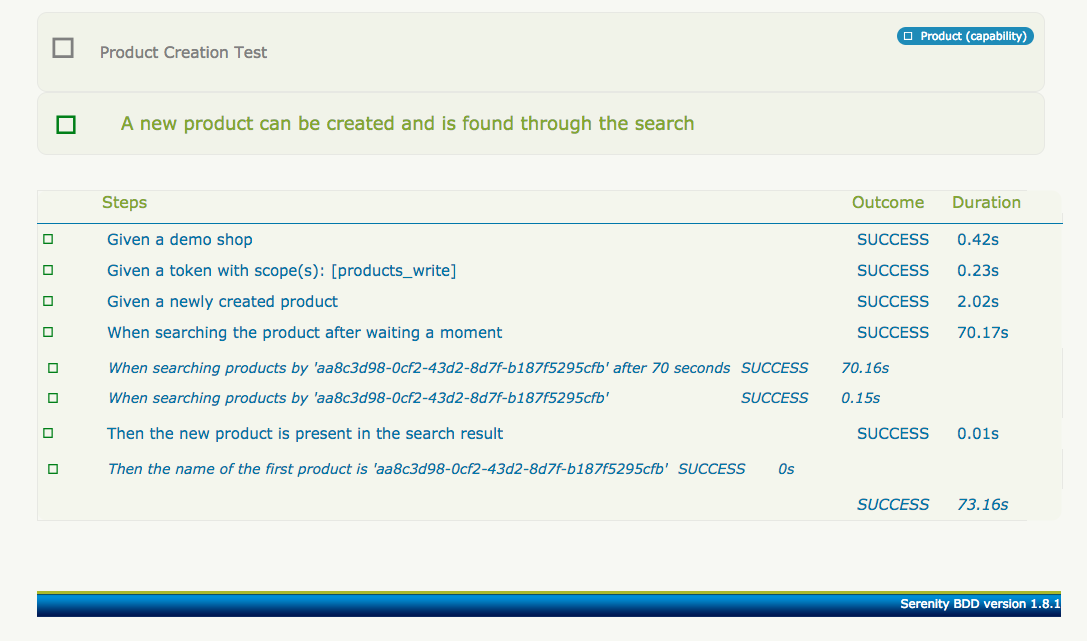 Product Creation Test
Product (capability)
A new product can be created and is found through the search
Steps Outcome Duration
Given a demo shop SUCCESS 0.42s
Given a token with scope(s): [products_write] SUCCESS 0.23s
Given a newly created product SUCCESS 2.02s
When searching the product after waiting a moment SUCCESS 70.17s
When searching products by 'aa8c3d98-0cf2-43d2-8d7f-b187f5295cfb' after 70 seconds SUCCESS 70.16s
When searching products by 'aa8c3d98-0cf2-43d2-8d7f-b187f5295cfb' SUCCESS 0.15s
Then the new product is present in the search result SUCCESS 0.01s
Then the name of the first product is 'aa8c3d98-0cf2-43d2-8d7f-b187f5295cfb' SUCCESS 0s
SUCCESS 73.16s
Serenity BDD version 1.8.1